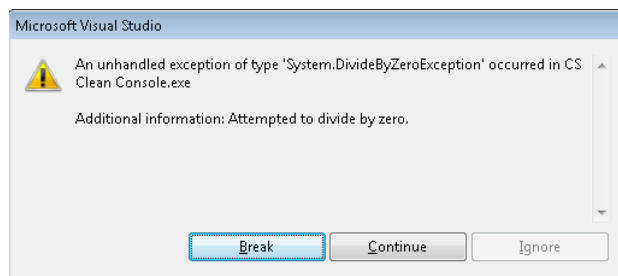 Microsoft Visual Studio
An unhandled exception of type 'System.DivideByZeroException' occurred in CS
Clean Console.exe
Additional information: Attempted to divide by zero.
Break
Continue
Ignore